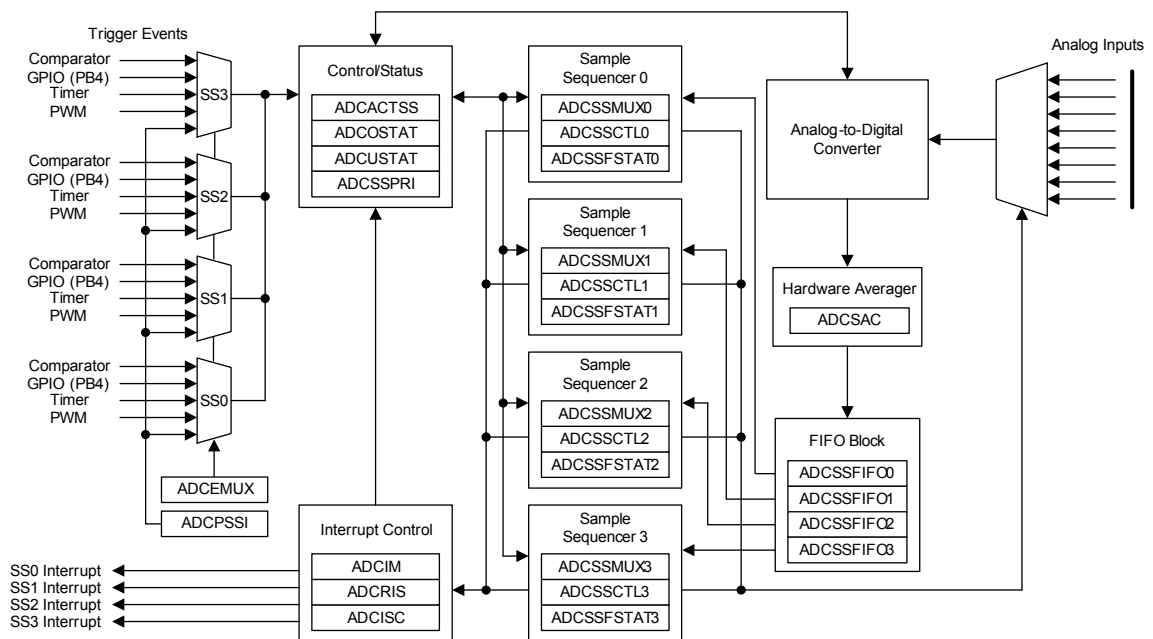 Trigger Events
Comparator
GPIO (PB4)
Timer
PWM
SS3
Comparator
GPIO (PB4)
Timer
PWM
SS2
Comparator
GPIO (PB4)
Timer
PWM
SS1
Comparator
GPIO (PB4)
Timer
PWM
SS0
ADCEMUX
ADCPSSI
Control/Status
ADCACTSS
ADCOSTAT
ADCUSTAT
ADCSSPRI
Interrupt Control
ADCIM
ADCRIS
ADCISC
SS0 Interrupt
SS1 Interrupt
SS2 Interrupt
SS3 Interrupt
Sample
Sequencer 0
ADCSSMUX0
ADCSSCTL0
ADCSSFSTAT0
Sample
Sequencer 1
ADCSSMUX1
ADCSSCTL1
ADCSSFSTAT1
Sample
Sequencer 2
ADCSSMUX2
ADCSSCTL2
ADCSSFSTAT2
Sample
Sequencer 3
ADCSSMUX3
ADCSSCTL3
ADCSSFSTAT3
Analog-to-Digital
Converter
Hardware Averager
ADCSAC
FIFO Block
ADCSSFIFO0
ADCSSFIFO1
ADCSSFIFO2
ADCSSFIFO3
Analog Inputs